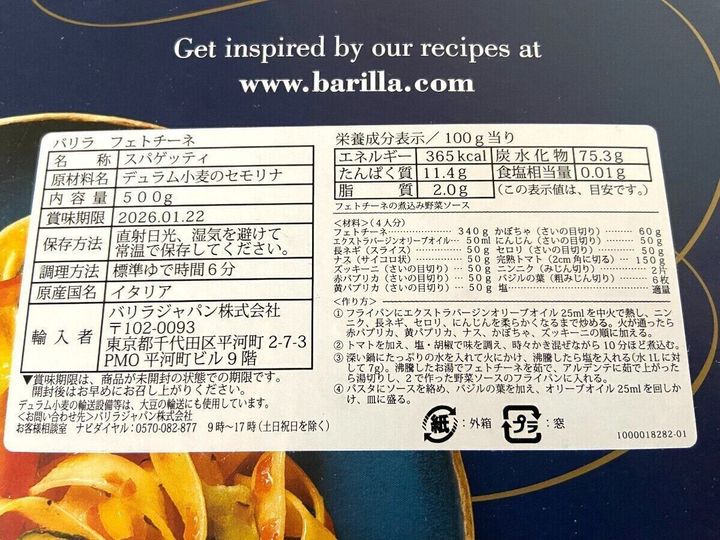 Get inspired by our recipes at
www.barilla.com
バリラ　フェトチーネ
名　称 スパゲッティ
原材料名 デュラム小麦のセモリナ
内 容 量 500g
賞味期限 2026.01.22
保存方法 直射日光、湿気を避けて
常温で保存してください。
調理方法 標準ゆで時間6分
原産国名 イタリア
輸 入 者 バリラジャパン株式会社
〒102-0093
東京都千代田区平河町 2-7-3
PMO 平河町ビル 9 階
▼賞味期限は、商品が未開封の状態での期限です。
開封後はお早めにお召し上がりください。
デュラム小麦の輸送設備等は、大豆の輸送にも使用しています。
<お問い合わせ先>バリラジャパン株式会社
お客様相談室　ナビダイヤル：0570-082-877　9時～17時（土日祝日を除く）
栄養成分表示／100g当り
エネルギー 365kcal 炭水化物 75.3g
たんぱく質 11.4g 食塩相当量 0.01g
脂　質 2.0g （この表示値は、目安です。）
フェトチーネの煮込み野菜ソース
<材料>（4人分）
フェトチーネ 340g かぼちゃ（さいの目切り） 60g
エクストラバージンオリーブオイル 50ml にんじん（さいの目切り） 50g
長ネギ（スライス） 50g セロリ（さいの目切り） 50g
ナス（サイコロ状） 50g 完熟トマト（2cm角に切る） 150g
ズッキーニ（さいの目切り） 50g ニンニク（みじん切り） 2片
赤パプリカ（さいの目切り） 50g バジルの葉（粗みじん切り） 6枚
黄パプリカ（さいの目切り） 50g 塩 適量
<作り方>
①フライパンにエクストラバージンオリーブオイル25mlを中火で熱し、ニン
ニク、長ネギ、セロリ、にんじんを柔らかくなるまで炒める。火が通ったら
赤パプリカ、黄パプリカ、ナス、かぼちゃ、ズッキーニの順に加える。
②トマトを加え、塩・胡椒で味を調え、時々かき混ぜながら10分ほど煮込む。
③深い鍋にたっぷりの水を入れて火にかけ、沸騰したら塩を入れる（水1Lに対
して7g）。沸騰したお湯でフェトチーネを茹で、アルデンテに茹で上がった
ら湯切りし、2で作った野菜ソースのフライパンに入れる。
④パスタにソースを絡め、バジルの葉を加え、オリーブオイル25mlを回しか
け、皿に盛る。
紙：外箱 プラ：窓
1000018282-01